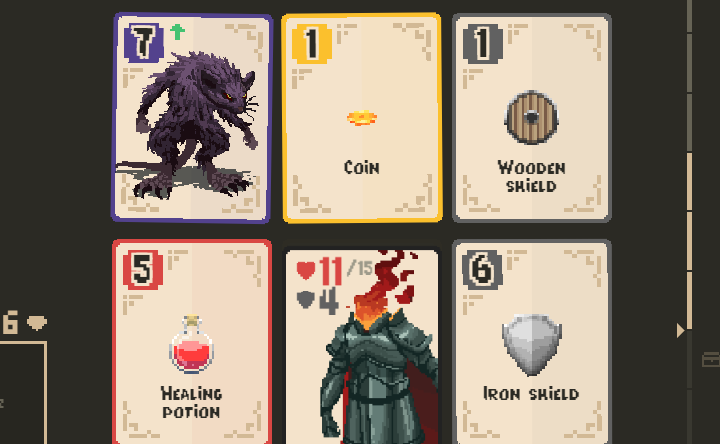 7
1
Coin
1
Wooden
shield
5
Healing
potion
11/15
4
6
Iron shield
6